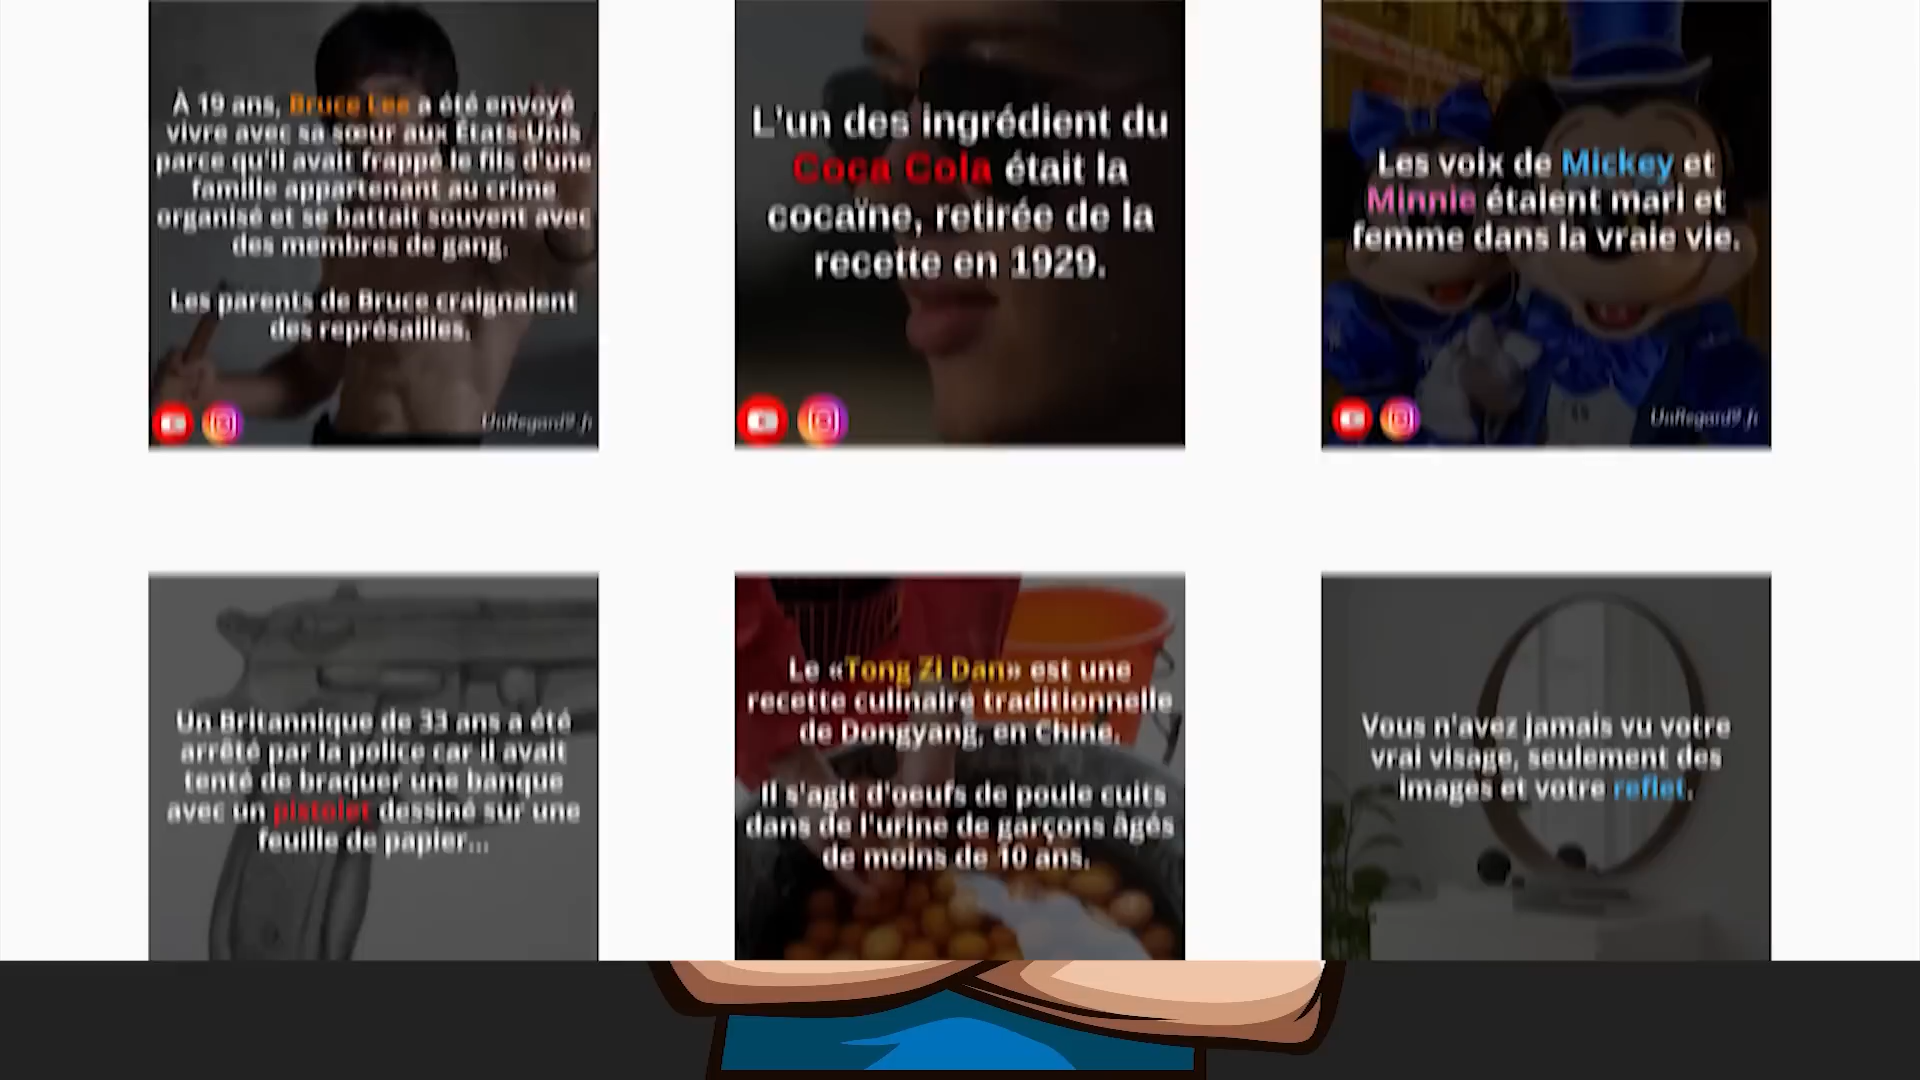 À 19 ans, Bruce Lee a été envoyé
vivre avec sa sœur aux États-Unis
parce qu'il avait frappé le fils d'une
famille appartenant au crime
organisé et se battait souvent avec
des membres de gang.
Les parents de Bruce craignaient
des représailles.
UnRegard9.fr
L'un des ingrédient du
Coca Cola était la
cocaïne, retirée de la
recette en 1929.
Les voix de Mickey et
Minnie étaient mari et
femme dans la vraie vie.
UnRegard9.fr
Un Britannique de 33 ans a été
arrêté par la police car il avait
tenté de braquer une banque
avec un pistolet dessiné sur une
feuille de papier...
Le «Tong Zi Dan» est une
recette culinaire traditionnelle
de Dongyang, en Chine.
Il s'agit d'oeufs de poule cuits
dans de l'urine de garçons âgés
de moins de 10 ans.
Vous n'avez jamais vu votre
vrai visage, seulement des
images et votre reflet.